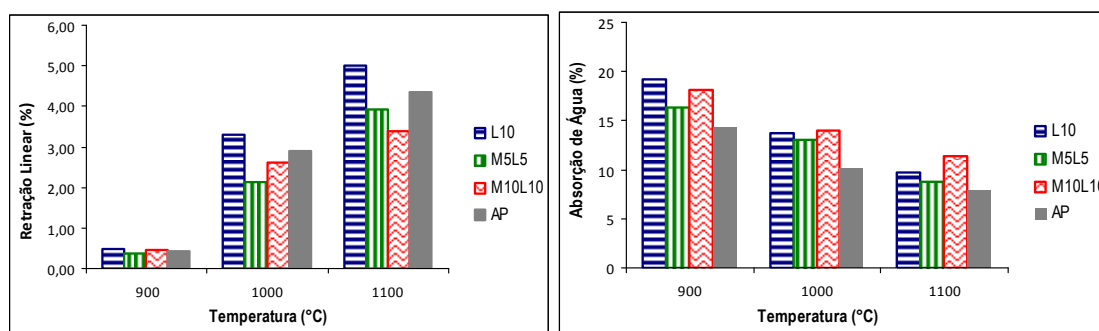 Retração Linear (%)
6,00
5,00
4,00
3,00
2,00
1,00
0,00
900
1000
1100
Temperatura (°C)
L10
M5L5
M10L10
AP
Absorção de Água (%)
25
20
15
10
5
0
900
1000
1100
Temperatura (°C)
L10
M5L5
M10L10
AP